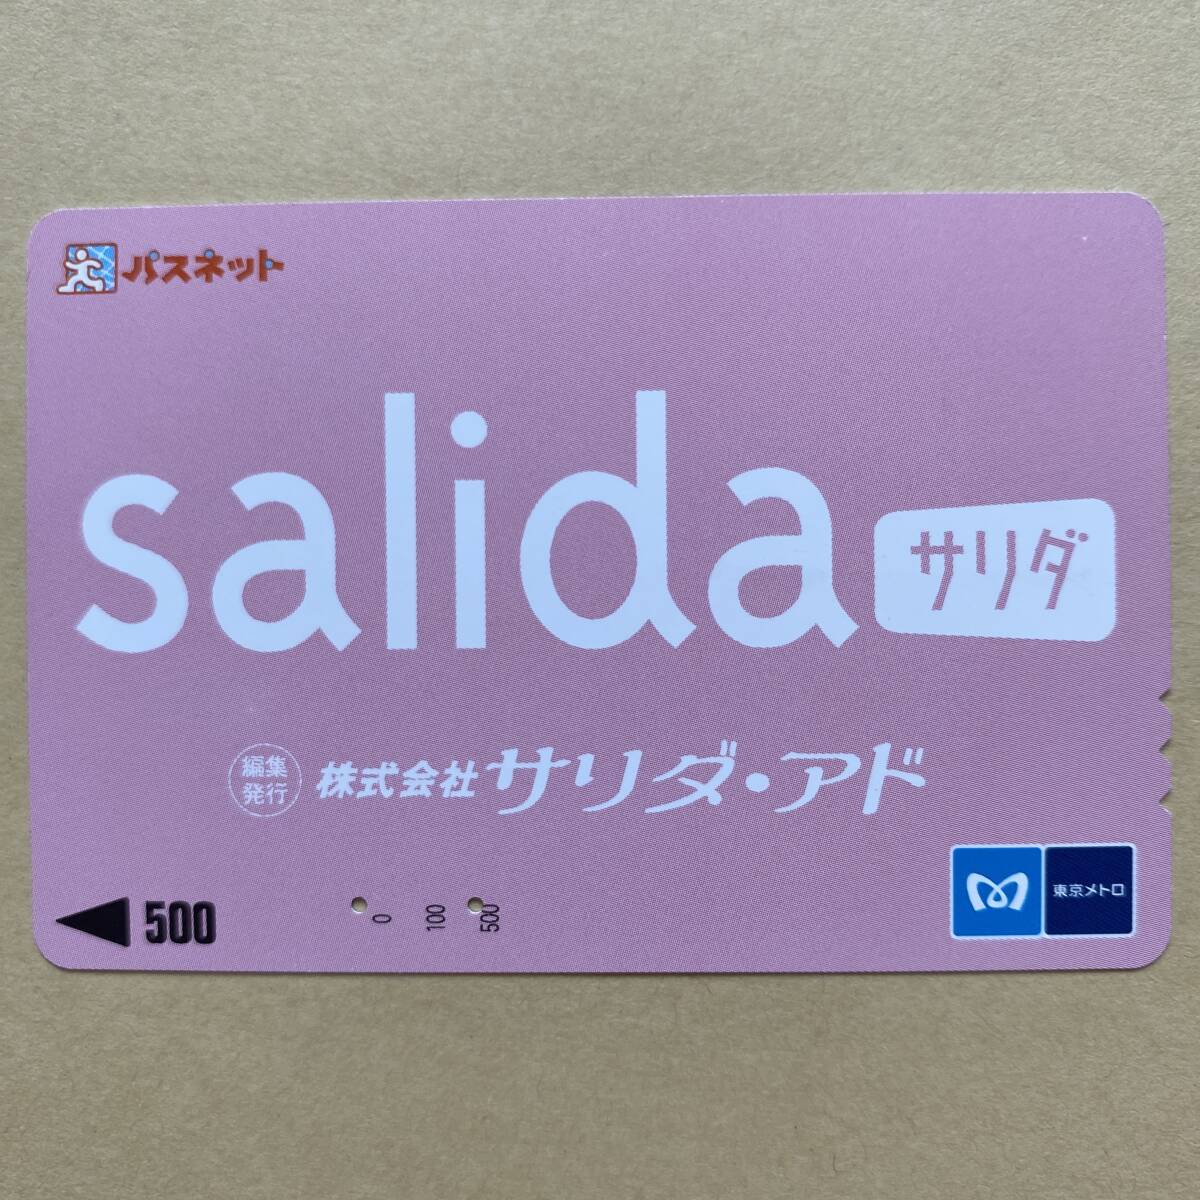 パスネット
salida サリダ
編集
発行
株式会社 サリダ・アド
500
0 100 500
東京メトロ